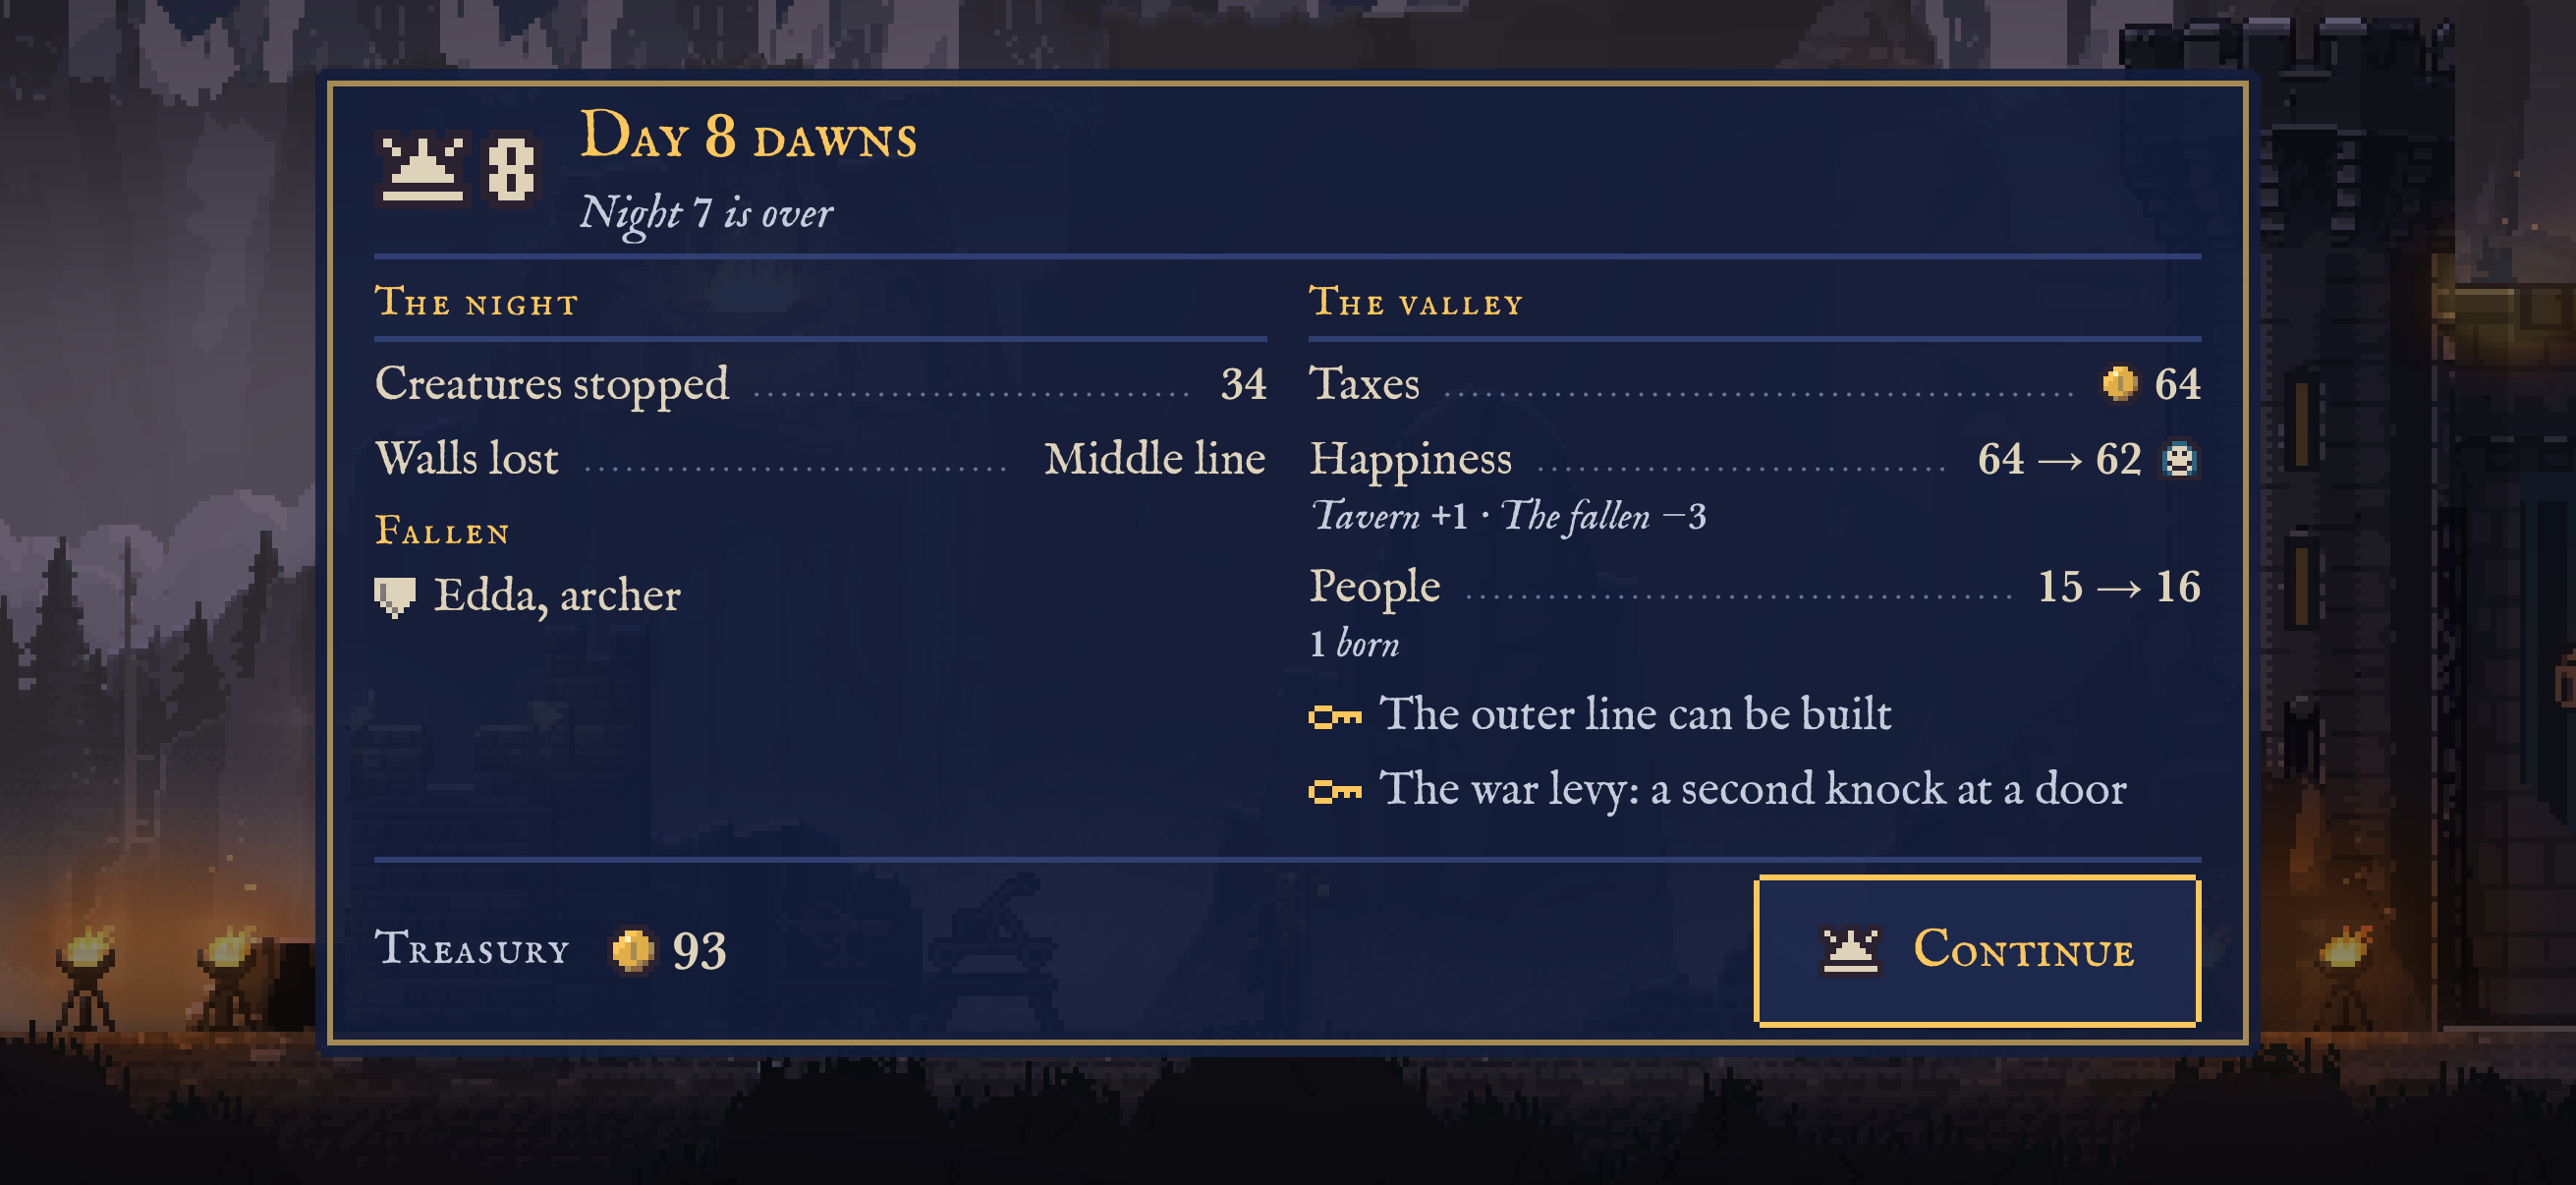 8
Day 8 dawns
Night 7 is over
The night
Creatures stopped 34
Walls lost Middle line
Fallen
Edda, archer
The valley
Taxes 64
Happiness 64 → 62
Tavern +1 · The fallen −3
People 15 → 16
1 born
The outer line can be built
The war levy: a second knock at a door
Treasury 93
Continue